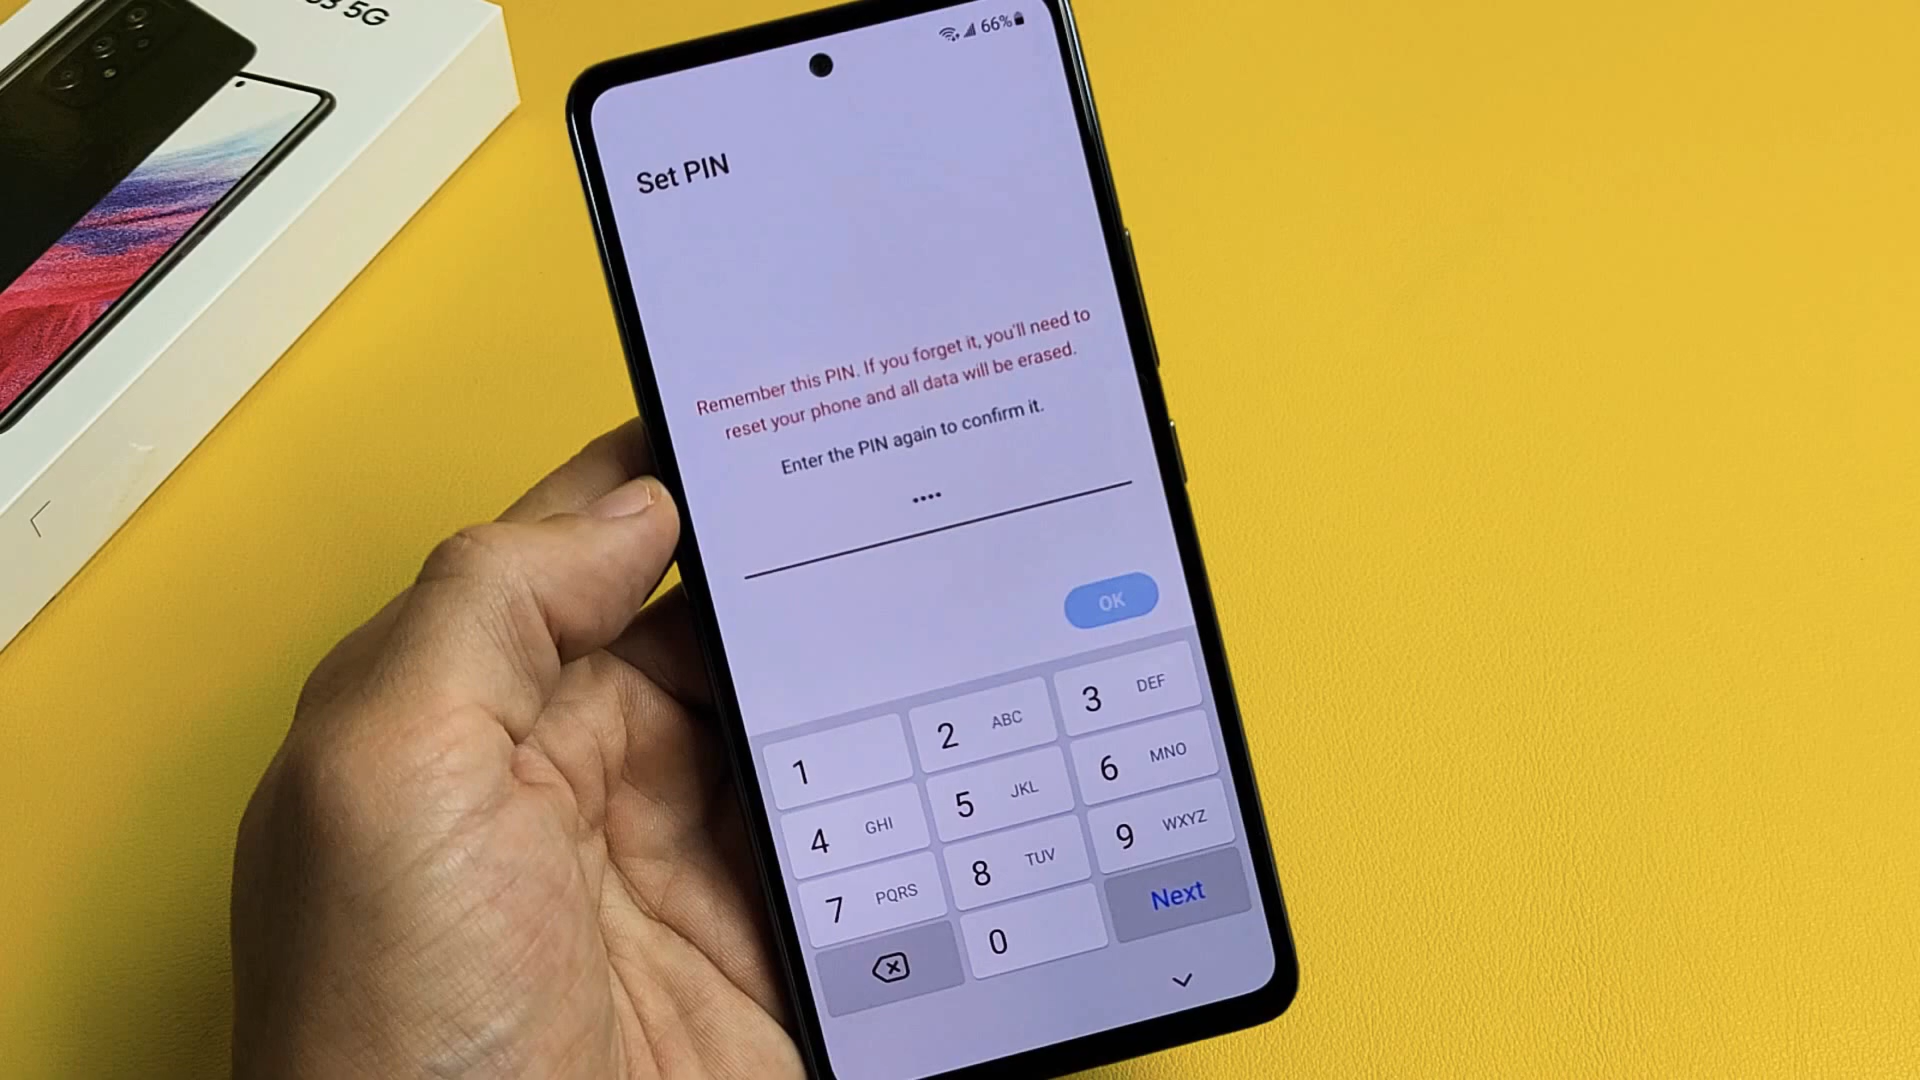 5G
66%
Set PIN
Remember this PIN. If you forget it, you'll need to
reset your phone and all data will be erased.
Enter the PIN again to confirm it.
••••
OK
1
2 ABC
3 DEF
4 GHI
5 JKL
6 MNO
7 PQRS
8 TUV
9 WXYZ
0
Next